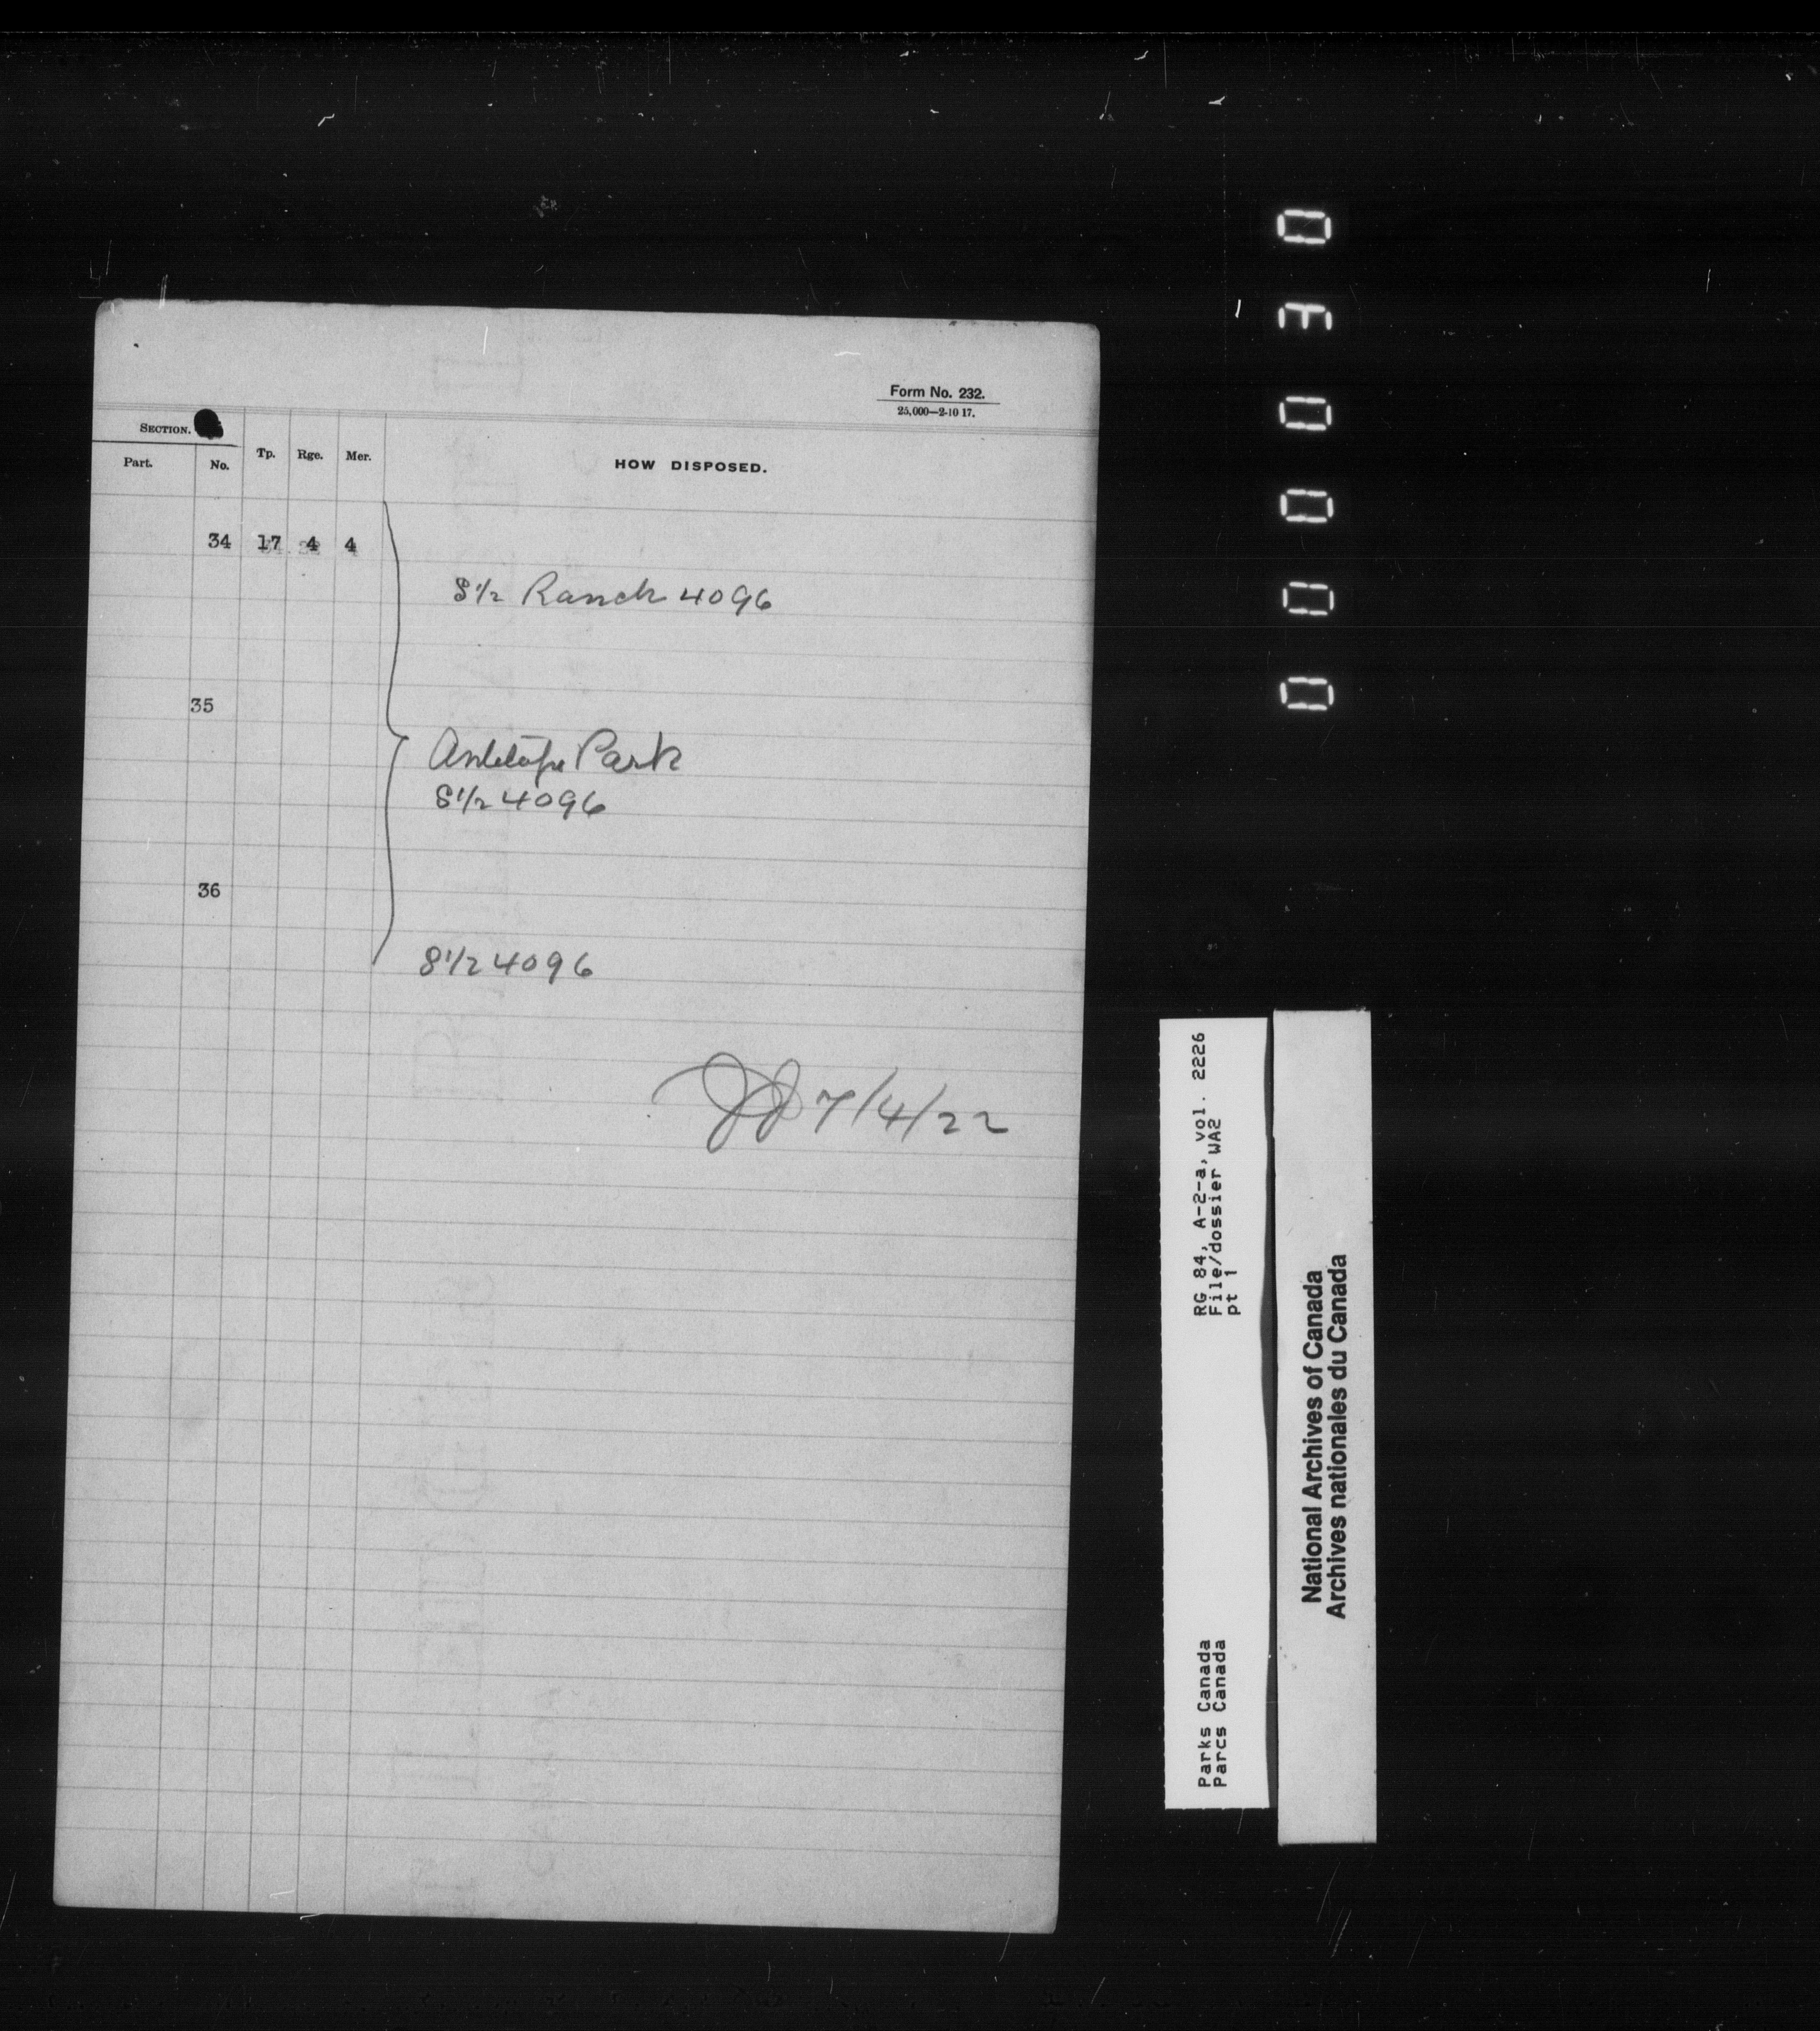 Form No. 232.
25,000—2-10 17.
SECTION.
Part. No. Tp. Rge. Mer. HOW DISPOSED.
34 17 4 4
S1/2 Ranch 4096
35
Antelope Park
S1/2 4096
36
S1/2 4096
JJ 7/4/22
RG 84, A-2-a, vol. 2226
File/dossier WA2
pt 1
Parks Canada
Parcs Canada
National Archives of Canada
Archives nationales du Canada